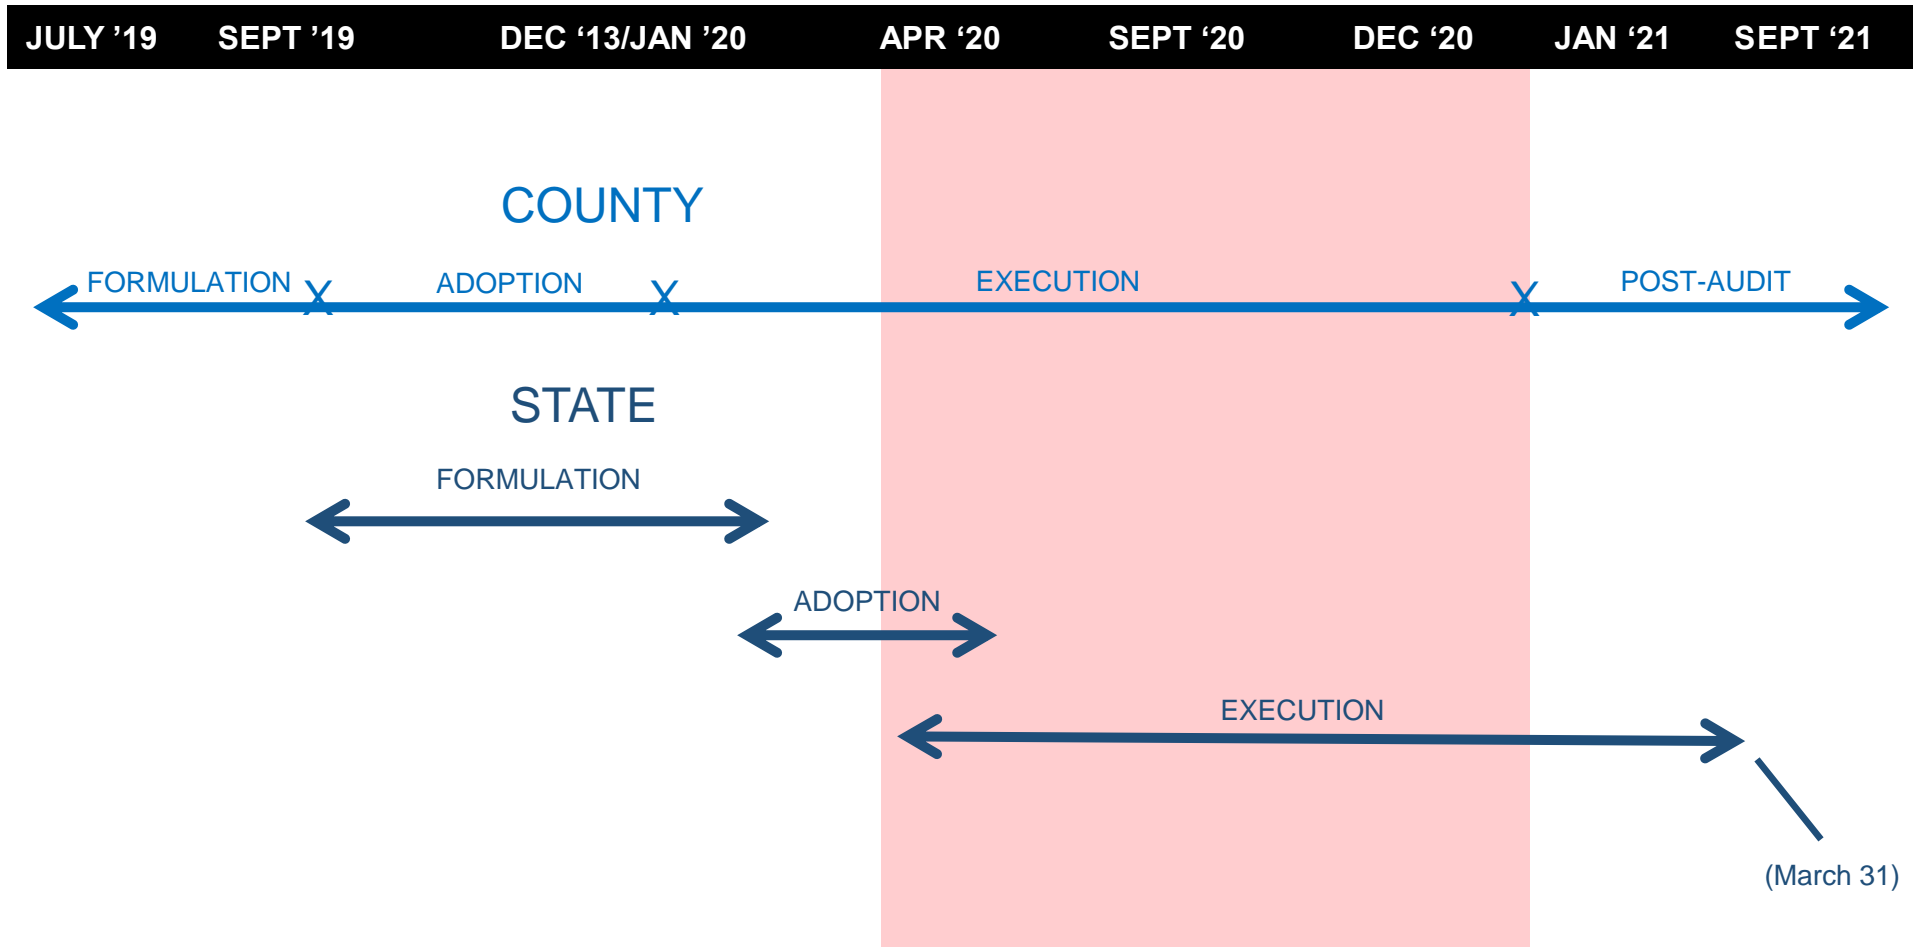 JULY ’19 SEPT ’19 DEC ‘13/JAN ’20 APR ‘20 SEPT ‘20 DEC ‘20 JAN ‘21 SEPT ‘21
COUNTY
FORMULATION X ADOPTION X EXECUTION X POST-AUDIT
STATE
FORMULATION
ADOPTION
EXECUTION
(March 31)